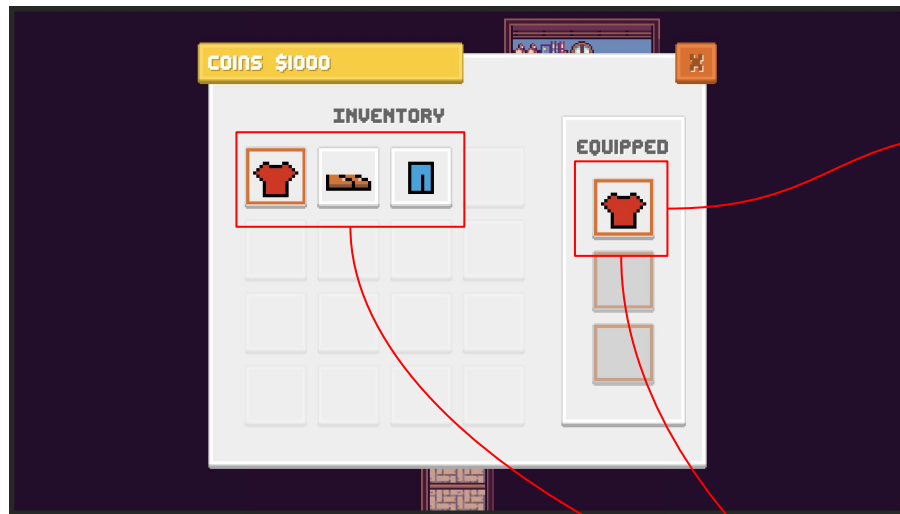 COINS $1000
X
INVENTORY
EQUIPPED